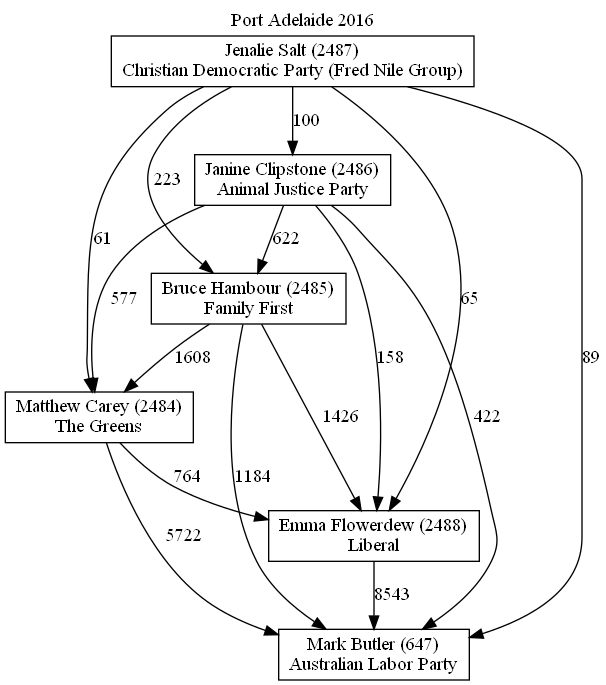 Port Adelaide 2016
Jenalie Salt (2487)
Christian Democratic Party (Fred Nile Group)
100
Janine Clipstone (2486)
Animal Justice Party
223
61
622
577
Bruce Hambour (2485)
Family First
65
158
89
1608
Matthew Carey (2484)
The Greens
1426
422
764
1184
Emma Flowerdew (2488)
Liberal
5722
8543
Mark Butler (647)
Australian Labor Party